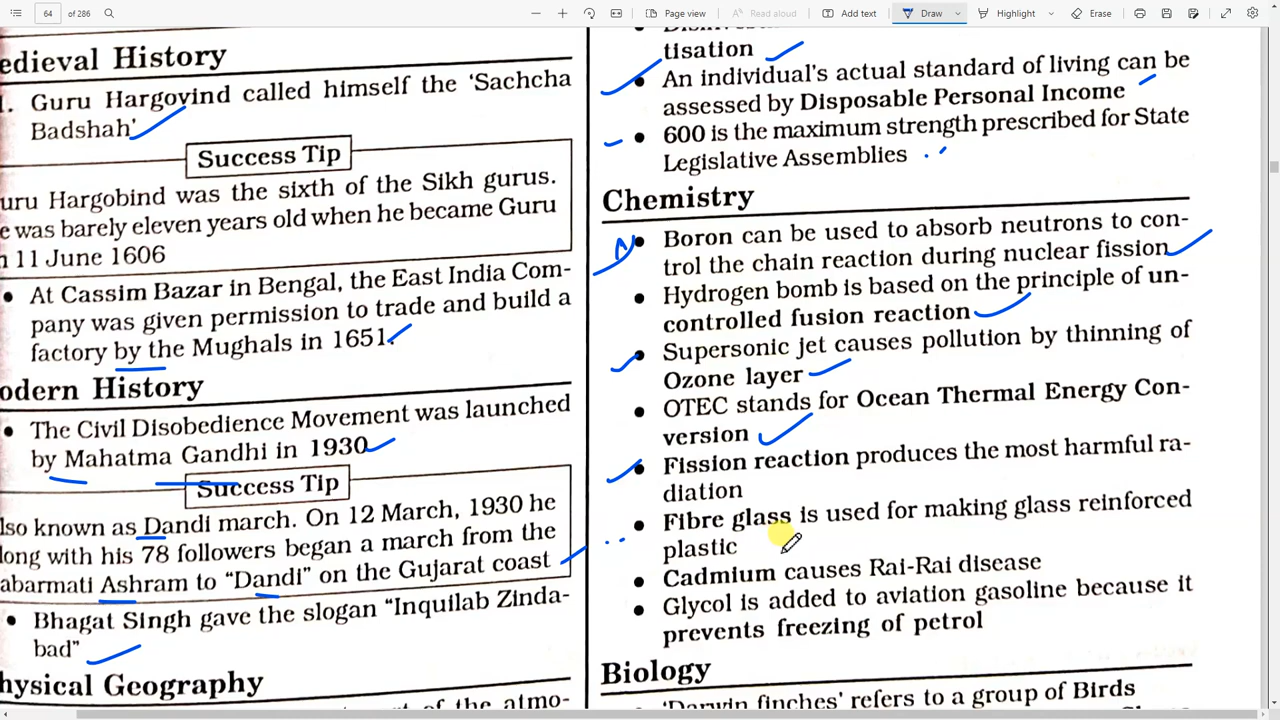 64 of 286
Page view
Read aloud
Add text
Draw
Highlight
Erase
edieval History
Guru Hargovind called himself the ‘Sachcha
Badshah’
Success Tip
uru Hargobind was the sixth of the Sikh gurus.
e was barely eleven years old when he became Guru
n 11 June 1606
• At Cassim Bazar in Bengal, the East India Com-
pany was given permission to trade and build a
factory by the Mughals in 1651.
odern History
• The Civil Disobedience Movement was launched
by Mahatma Gandhi in 1930
Success Tip
lso known as Dandi march. On 12 March, 1930 he
long with his 78 followers began a march from the
abarmati Ashram to “Dandi” on the Gujarat coast
• Bhagat Singh gave the slogan “Inquilab Zinda-
bad”
hysical Geography
of the atmo-
tisation
• An individual's actual standard of living can be
assessed by Disposable Personal Income
• 600 is the maximum strength prescribed for State
Legislative Assemblies
Chemistry
• Boron can be used to absorb neutrons to con-
trol the chain reaction during nuclear fission
• Hydrogen bomb is based on the principle of un-
controlled fusion reaction
• Supersonic jet causes pollution by thinning of
Ozone layer
• OTEC stands for Ocean Thermal Energy Con-
version
• Fission reaction produces the most harmful ra-
diation
• Fibre glass is used for making glass reinforced
plastic
• Cadmium causes Rai-Rai disease
• Glycol is added to aviation gasoline because it
prevents freezing of petrol
Biology
‘Darwin finches’ refers to a group of Birds